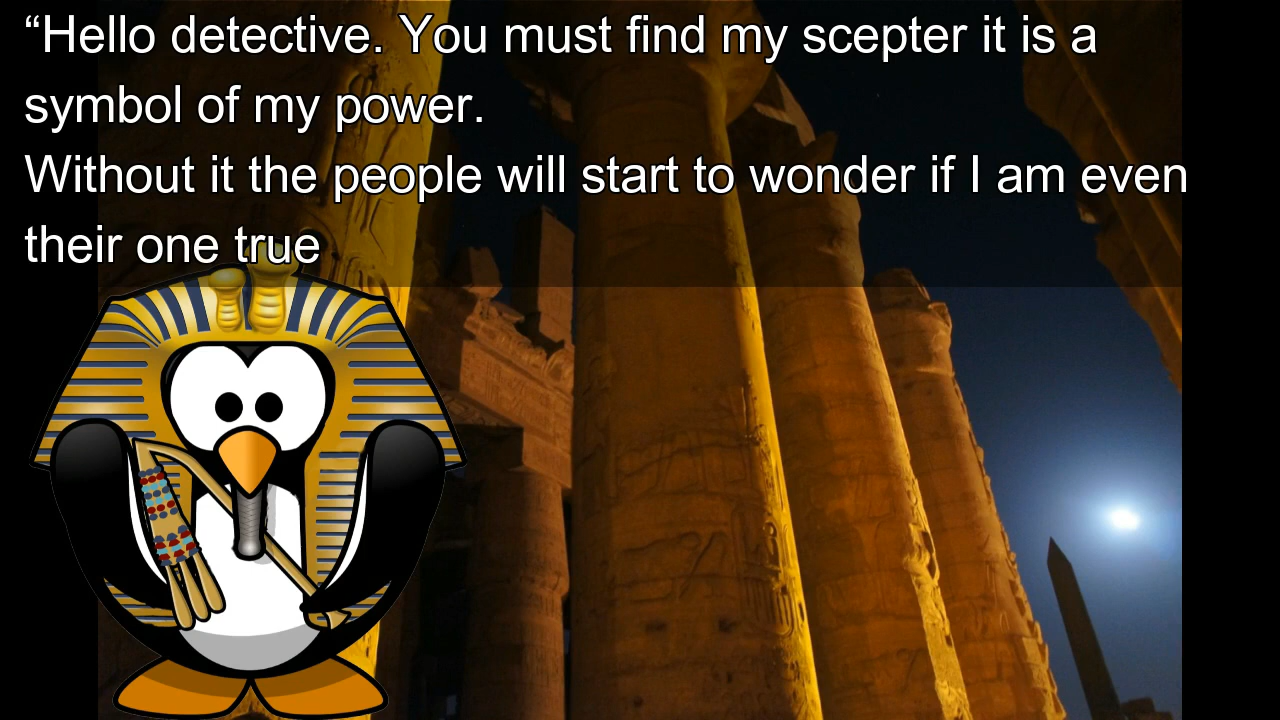 “Hello detective. You must find my scepter it is a
symbol of my power.
Without it the people will start to wonder if I am even
their one true